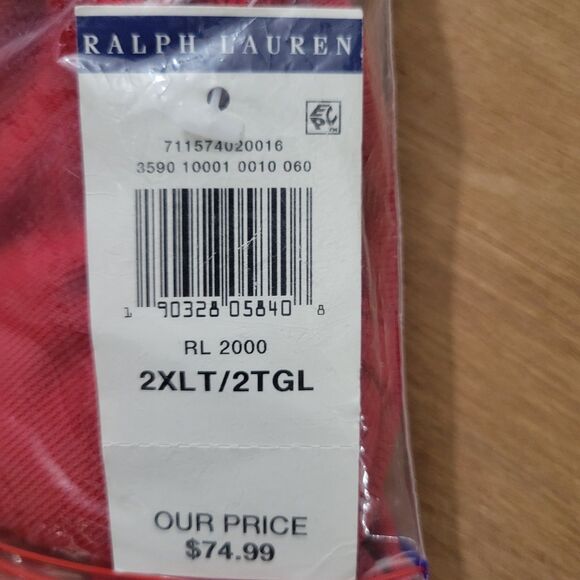 RALPH LAUREN
711574020016
3590 10001 0010 060
1 90328 05840 8
RL 2000
2XLT/2TGL
OUR PRICE
$74.99